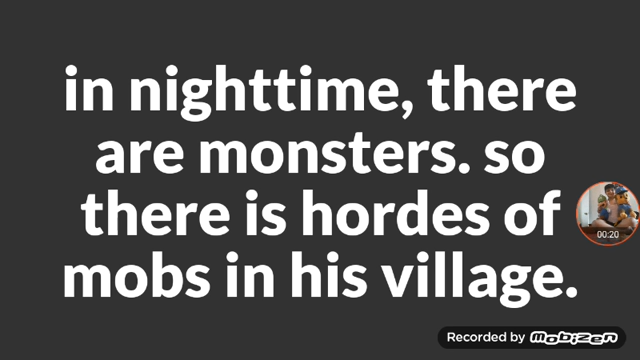 in nighttime, there
are monsters. so
there is hordes of
mobs in his village.
00:20
Recorded by mobizen